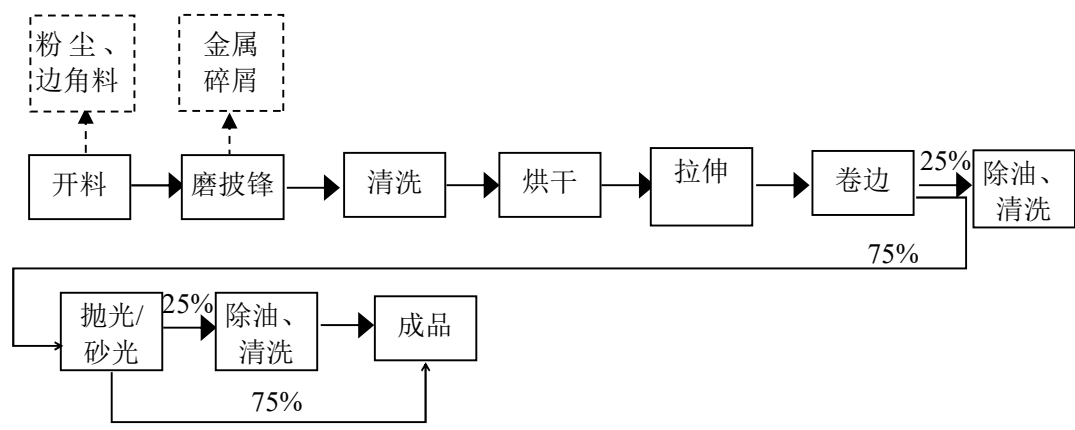 粉尘、
边角料
金属
碎屑
开料
磨披锋
清洗
烘干
拉伸
卷边
25%
除油、
清洗
75%
抛光/
砂光
25%
除油、
清洗
成品
75%